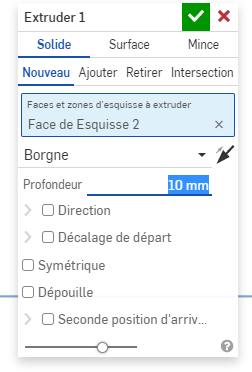 Extruder 1
Solide Surface Mince
Nouveau Ajouter Retirer Intersection
Faces et zones d'esquisse à extruder
Face de Esquisse 2
Borgne
Profondeur 10 mm
Direction
Décalage de départ
Symétrique
Dépouille
Seconde position d'arriv...